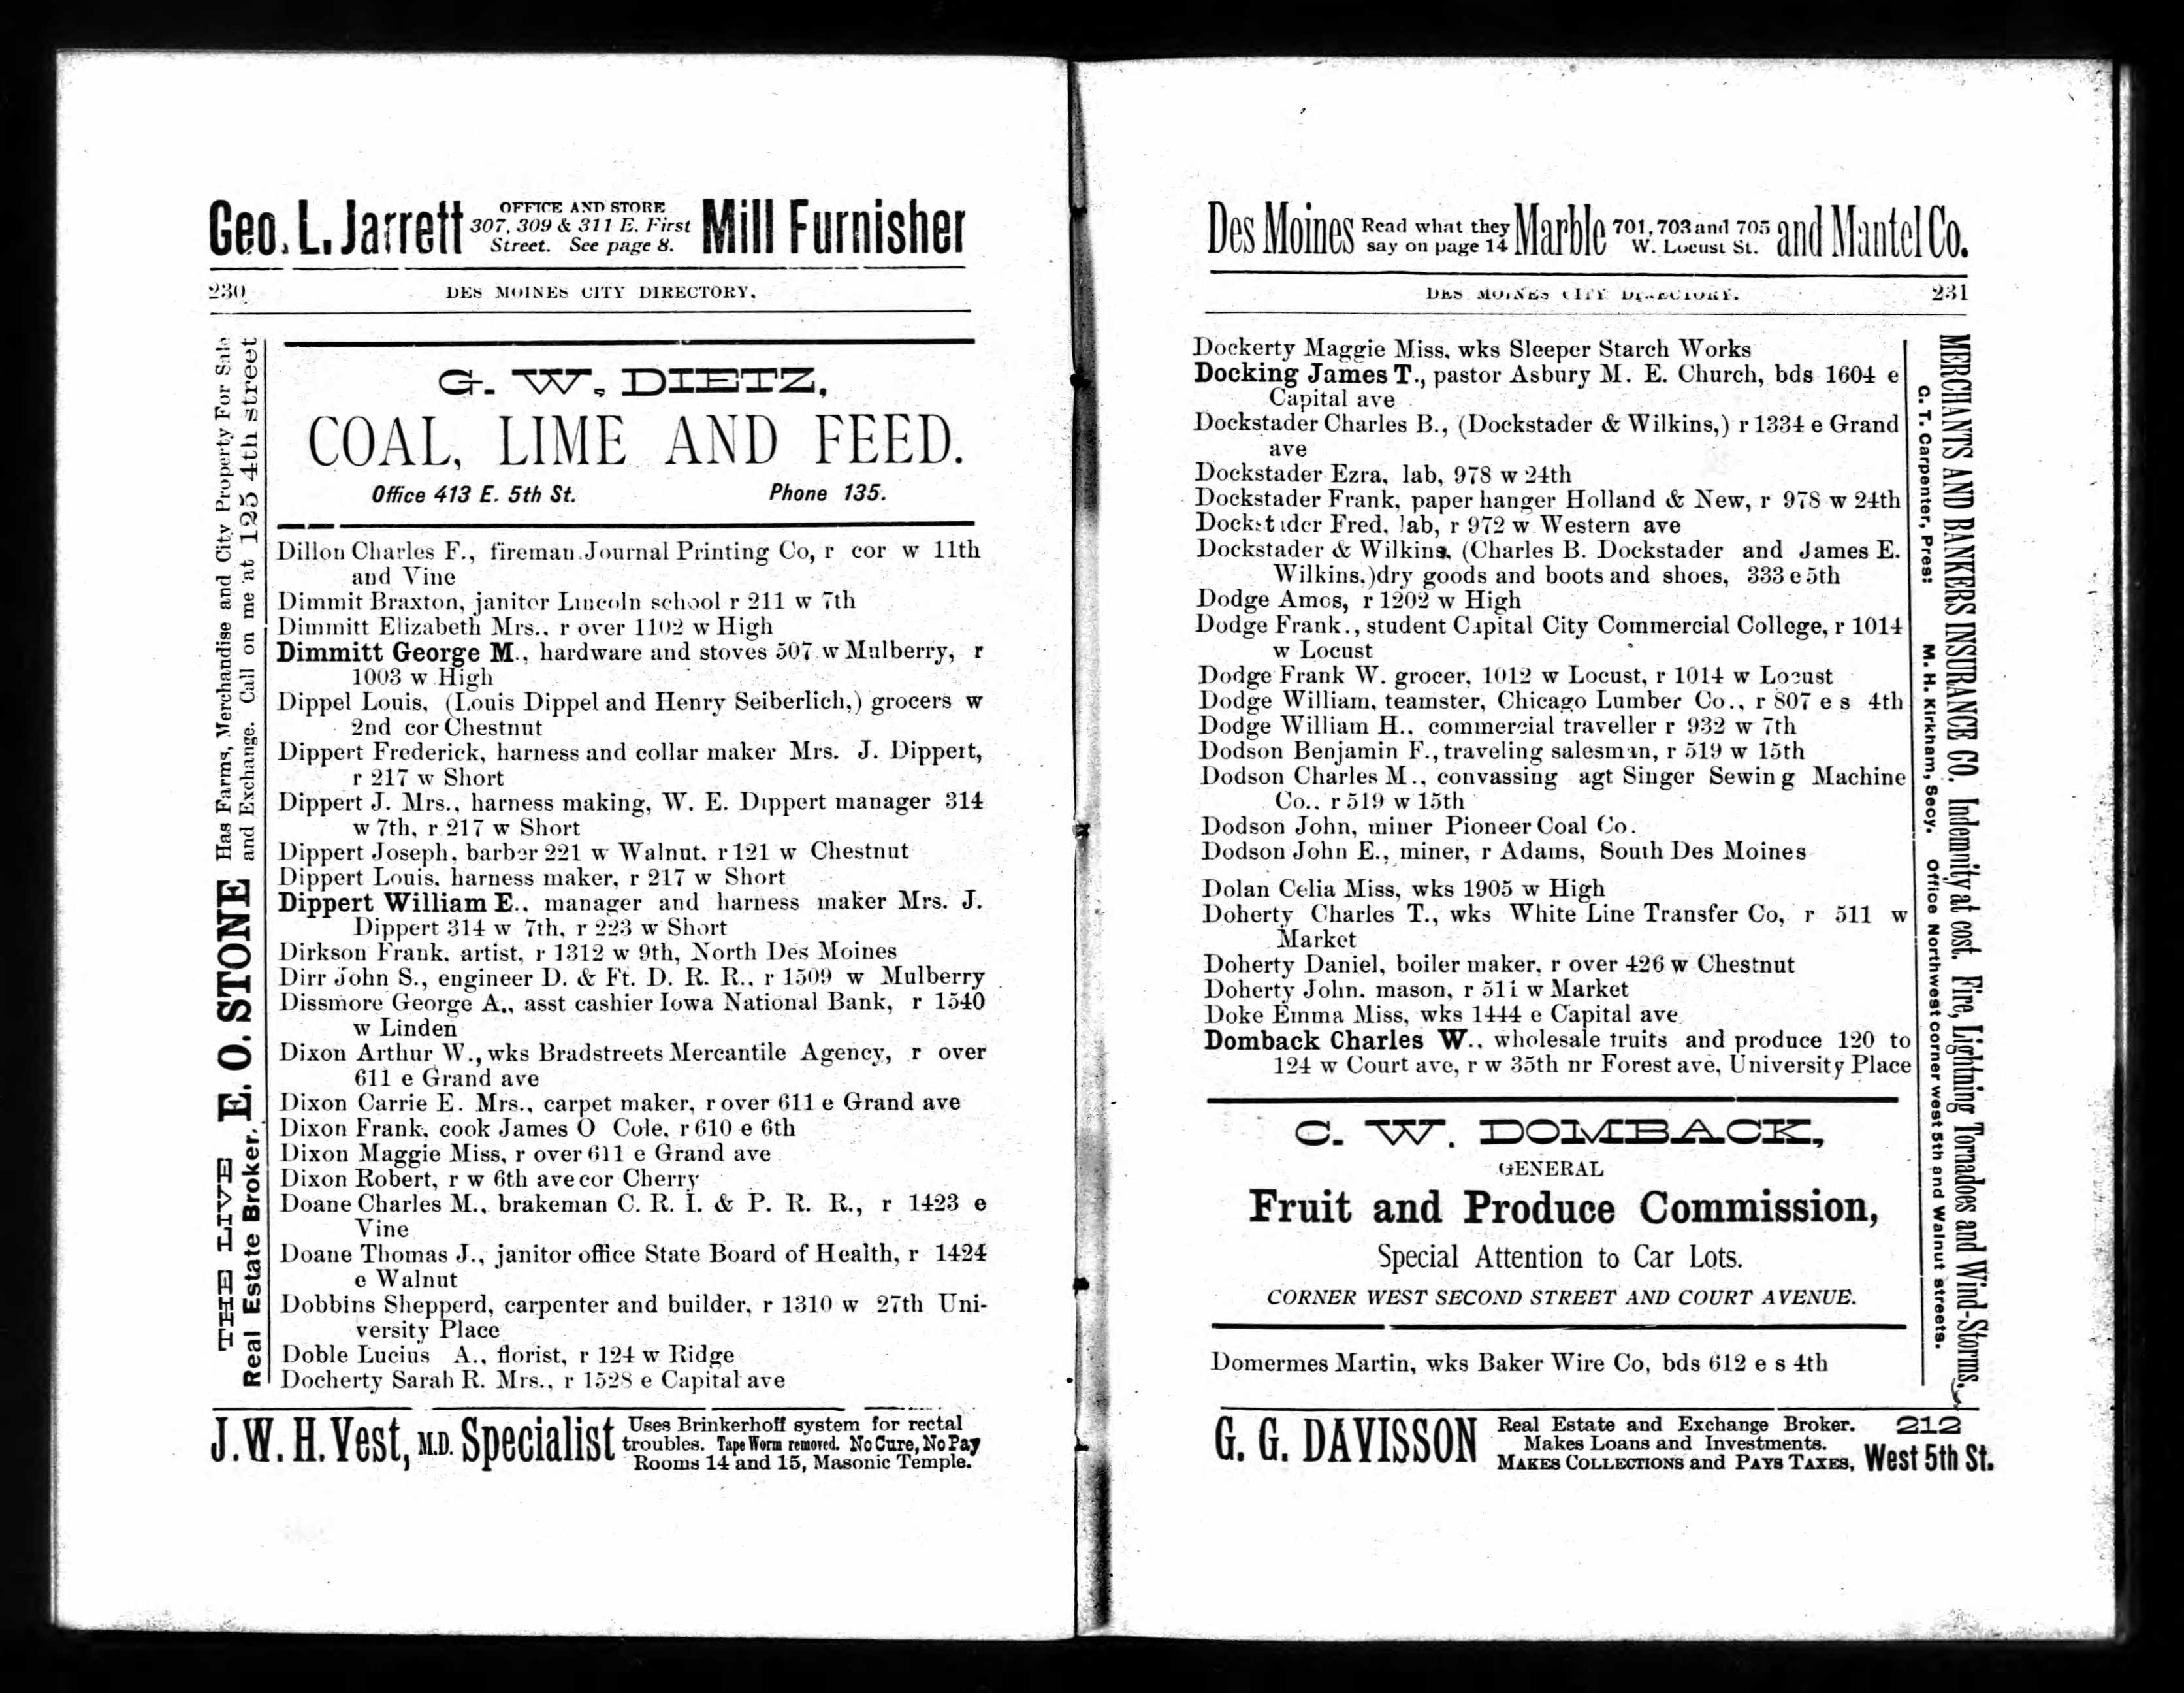 Geo. L. Jarrett OFFICE AND STORE 307, 309 & 311 E. First Street. See page 8. Mill Furnisher
230 DES MOINES CITY DIRECTORY.
THE LIVE E. O. STONE Has Farms, Merchandise and City Property For Sale
Real Estate Broker. and Exchange. Call on me at 125 4th street
G. W. DIETZ,
COAL, LIME AND FEED.
Office 413 E. 5th St. Phone 135.
Dillon Charles F., fireman Journal Printing Co, r cor w 11th
and Vine
Dimmit Braxton, janitor Lincoln school r 211 w 7th
Dimmitt Elizabeth Mrs., r over 1102 w High
Dimmitt George M., hardware and stoves 507 w Mulberry, r
1003 w High
Dippel Louis, (Louis Dippel and Henry Seiberlich,) grocers w
2nd cor Chestnut
Dippert Frederick, harness and collar maker Mrs. J. Dippert,
r 217 w Short
Dippert J. Mrs., harness making, W. E. Dippert manager 314
w 7th, r 217 w Short
Dippert Joseph, barber 221 w Walnut. r 121 w Chestnut
Dippert Louis. harness maker, r 217 w Short
Dippert William E., manager and harness maker Mrs. J.
Dippert 314 w 7th, r 223 w Short
Dirkson Frank, artist, r 1312 w 9th, North Des Moines
Dirr John S., engineer D. & Ft. D. R. R., r 1509 w Mulberry
Dissmore George A., asst cashier Iowa National Bank, r 1540
w Linden
Dixon Arthur W., wks Bradstreets Mercantile Agency, r over
611 e Grand ave
Dixon Carrie E. Mrs., carpet maker, r over 611 e Grand ave
Dixon Frank, cook James O Cole, r 610 e 6th
Dixon Maggie Miss, r over 611 e Grand ave
Dixon Robert, r w 6th ave cor Cherry
Doane Charles M., brakeman C. R. I. & P. R. R., r 1423 e
Vine
Doane Thomas J., janitor office State Board of Health, r 1424
e Walnut
Dobbins Shepperd, carpenter and builder, r 1310 w 27th Uni-
versity Place
Doble Lucius A., florist, r 124 w Ridge
Docherty Sarah R. Mrs., r 1528 e Capital ave
J. W. H. Vest, M.D. Specialist Uses Brinkerhoff system for rectal troubles. Tape Worm removed. No Cure, No Pay Rooms 14 and 15, Masonic Temple.
Des Moines Read what they say on page 14 Marble 701, 703 and 705 W. Locust St. and Mantel Co.
DES MOINES CITY DIRECTORY. 231
Dockerty Maggie Miss, wks Sleeper Starch Works
Docking James T., pastor Asbury M. E. Church, bds 1604 e
Capital ave
Dockstader Charles B., (Dockstader & Wilkins,) r 1334 e Grand
ave
Dockstader Ezra, lab, 978 w 24th
Dockstader Frank, paper hanger Holland & New, r 978 w 24th
Dockstader Fred, lab, r 972 w Western ave
Dockstader & Wilkins, (Charles B. Dockstader and James E.
Wilkins,) dry goods and boots and shoes, 333 e 5th
Dodge Amos, r 1202 w High
Dodge Frank., student Capital City Commercial College, r 1014
w Locust
Dodge Frank W. grocer, 1012 w Locust, r 1014 w Locust
Dodge William, teamster, Chicago Lumber Co., r 807 e s 4th
Dodge William H., commercial traveller r 932 w 7th
Dodson Benjamin F., traveling salesman, r 519 w 15th
Dodson Charles M., convassing agt Singer Sewing Machine
Co., r 519 w 15th
Dodson John, miner Pioneer Coal Co.
Dodson John E., miner, r Adams, South Des Moines
Dolan Celia Miss, wks 1905 w High
Doherty Charles T., wks White Line Transfer Co, r 511 w
Market
Doherty Daniel, boiler maker, r over 426 w Chestnut
Doherty John. mason, r 511 w Market
Doke Emma Miss, wks 1444 e Capital ave
Domback Charles W., wholesale fruits and produce 120 to
124 w Court ave, r w 35th nr Forest ave, University Place
C. W. DOMBACK,
GENERAL
Fruit and Produce Commission,
Special Attention to Car Lots.
CORNER WEST SECOND STREET AND COURT AVENUE.
Domermes Martin, wks Baker Wire Co, bds 612 e s 4th
MERCHANTS AND BANKERS INSURANCE CO. Indemnity at cost. Fire, Lightning Tornadoes and Wind-Storms.
C. T. Carpenter, Pres: M. H. Kirkham, Secy. Office Northwest corner west 5th and Walnut streets.
G. G. DAVISSON Real Estate and Exchange Broker. Makes Loans and Investments. MAKES COLLECTIONS and PAYS TAXES, 212 West 5th St.